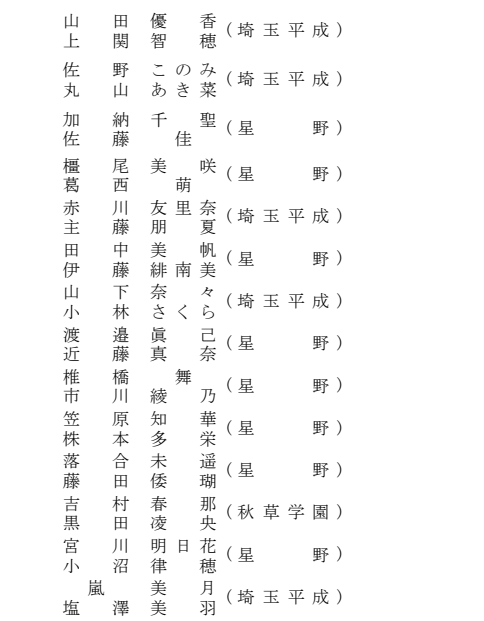 山田優香
上関智穂
(埼玉平成)
佐野このみ
丸山あき菜
(埼玉平成)
加納千聖
佐藤佳
(星野)
橿尾美咲
葛西萌
(星野)
赤川友里奈
主藤朋夏
(埼玉平成)
田中美帆
伊藤緋南美
(星野)
山下奈々
小林さくら
(埼玉平成)
渡邉眞己
近藤真奈
(星野)
椎橋舞
市川綾乃
(星野)
笠原知華
株本多栄
(星野)
落合未遥
藤田倭瑚
(星野)
吉村春那
黒田凌央
(秋草学園)
宮川明日花
小沼律穂
(星野)
嵐美月
塩澤美羽
(埼玉平成)